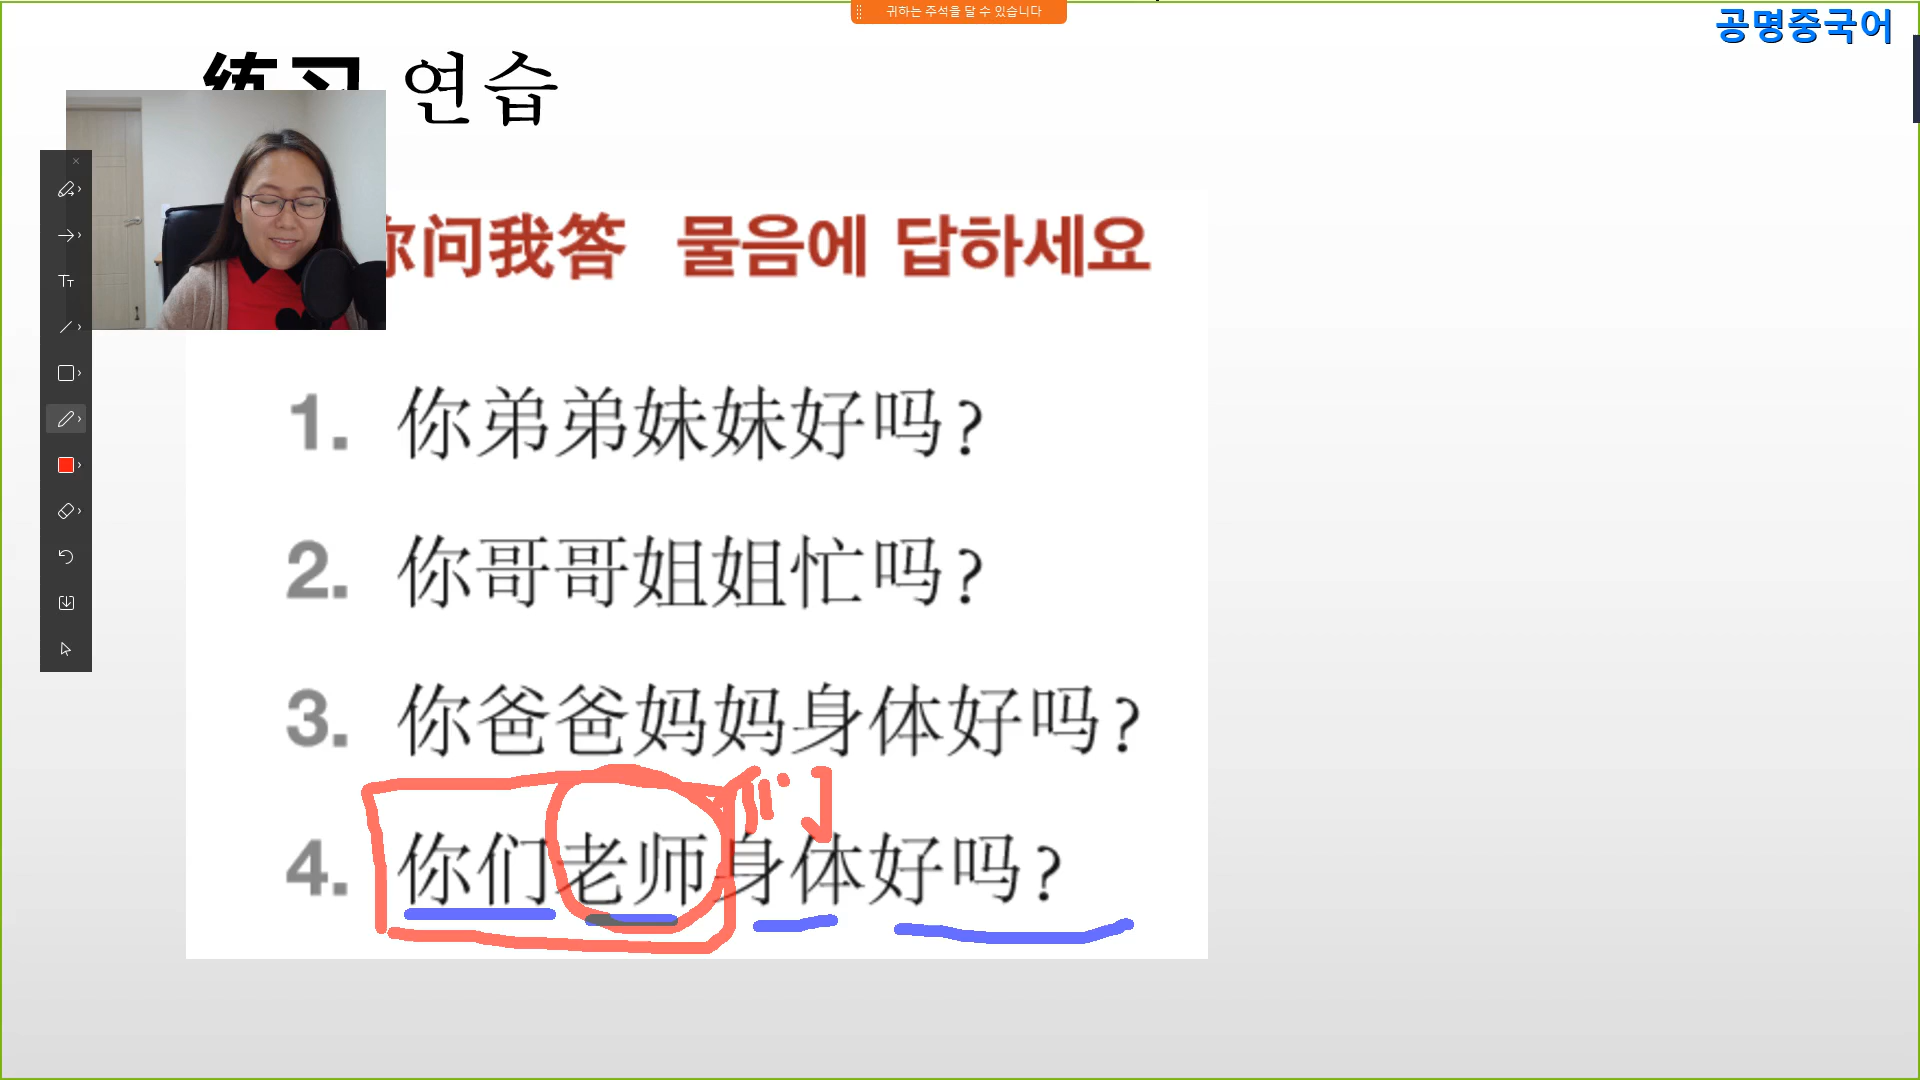 귀하는 주석을 달 수 있습니다
공명중국어
练习 연습
你问我答 물음에 답하세요
1. 你弟弟妹妹好吗?
2. 你哥哥姐姐忙吗?
3. 你爸爸妈妈身体好吗?
4. 你们老师身体好吗?